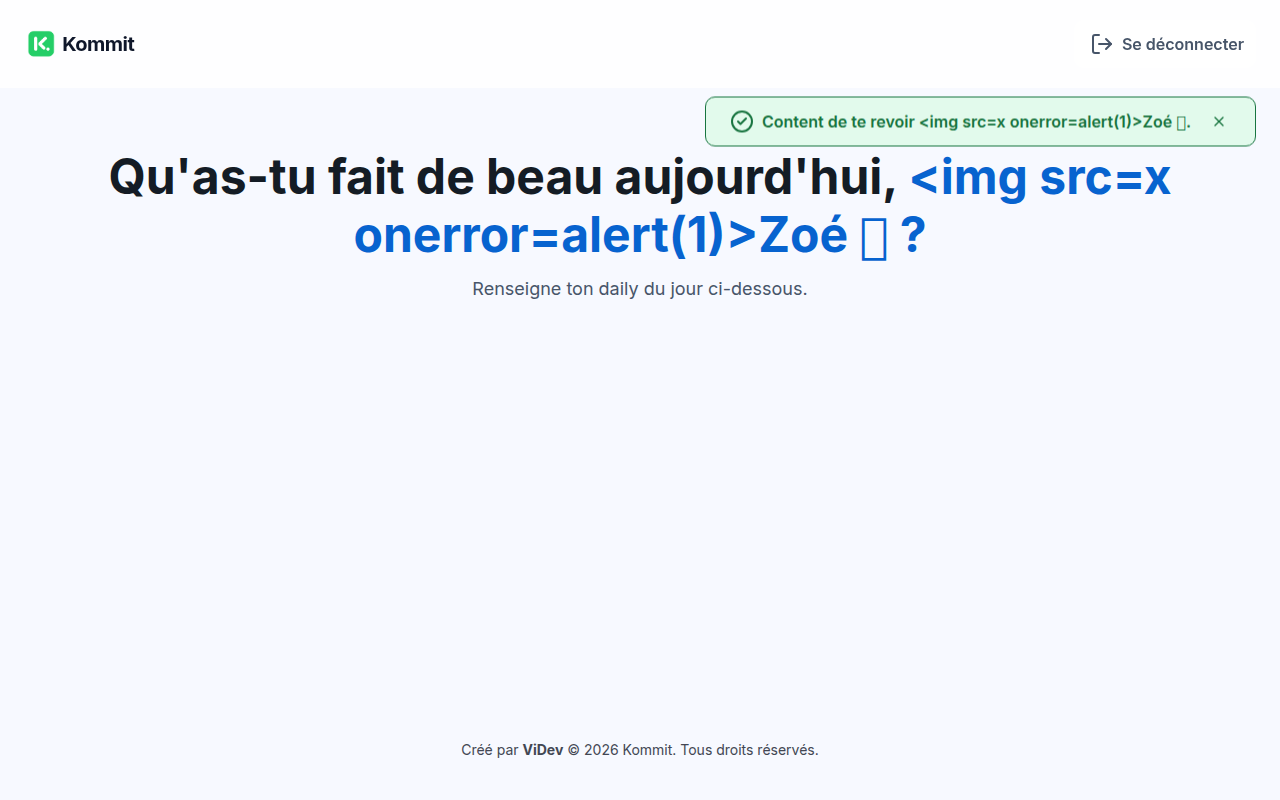 Kommit
Se déconnecter
Content de te revoir <img src=x onerror=alert(1)>Zoé .
Qu'as-tu fait de beau aujourd'hui, <img src=x
onerror=alert(1)>Zoé ?
Renseigne ton daily du jour ci-dessous.
Créé par ViDev © 2026 Kommit. Tous droits réservés.